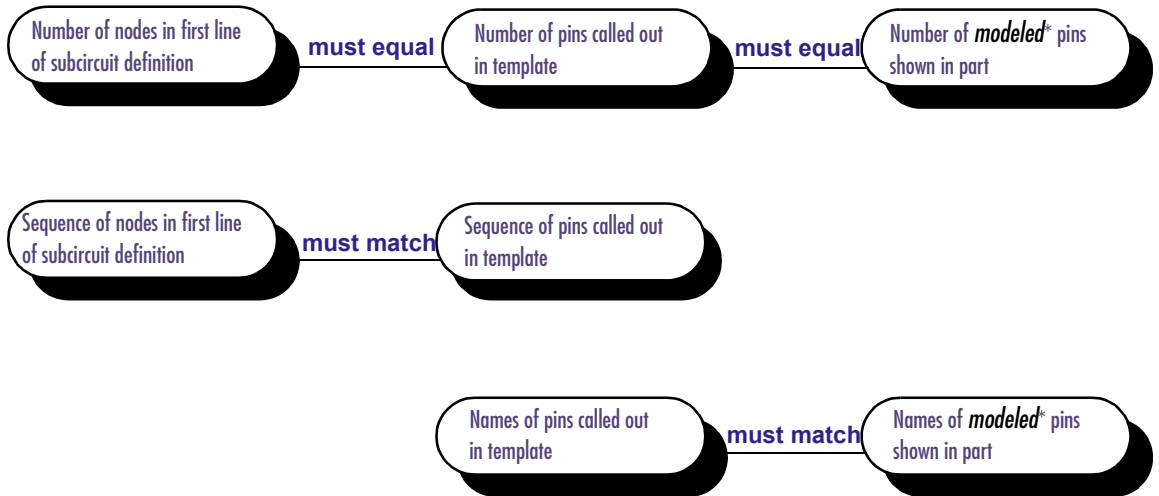 Number of nodes in first line
of subcircuit definition
must equal
Number of pins called out
in template
must equal
Number of modeled* pins
shown in part
Sequence of nodes in first line
of subcircuit definition
must match
Sequence of pins called out
in template
Names of pins called out
in template
must match
Names of modeled* pins
shown in part